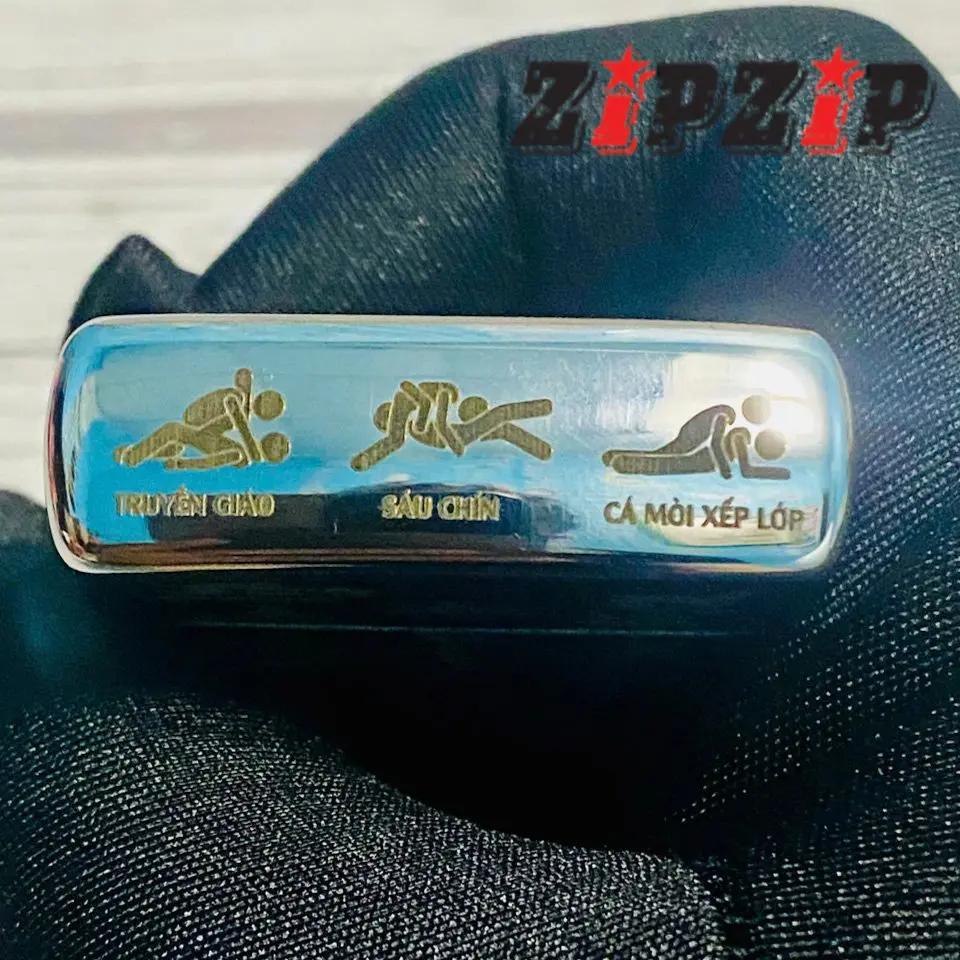 ZiPZiP
TRUYỀN GIÁO
SÁU CHÍN
CÁ MÒI XẾP LỚP